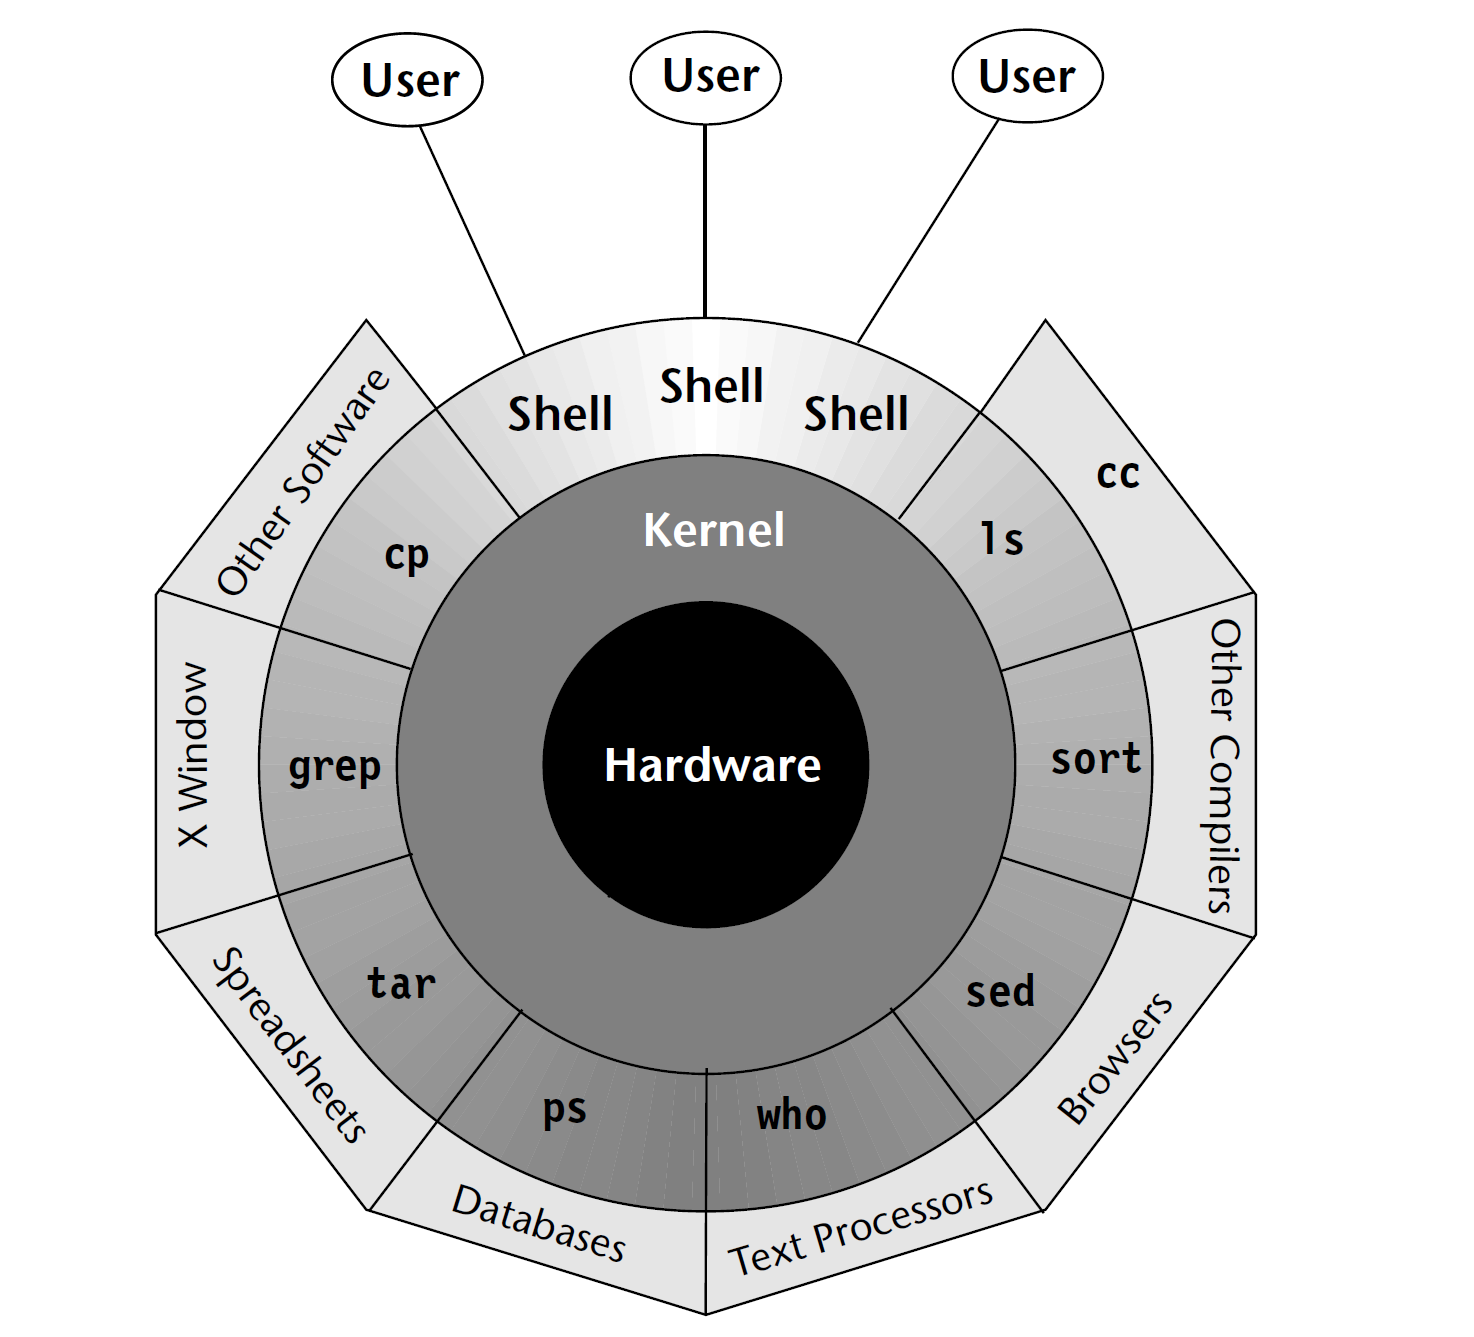 User
User
User
Shell
Shell
Shell
Other Software
cc
Kernel
cp
ls
X Window
grep
Hardware
sort
Other Compilers
tar
sed
Spreadsheets
Browsers
ps
who
Databases
Text Processors